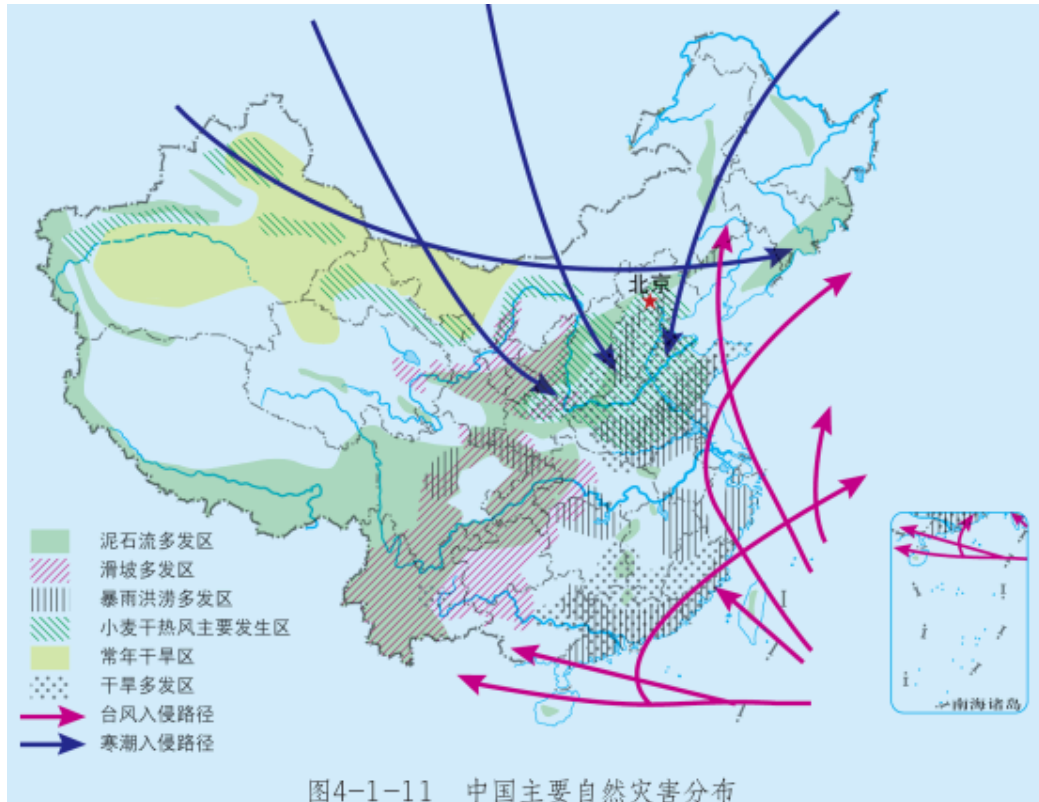 北京
泥石流多发区
滑坡多发区
暴雨洪涝多发区
小麦干热风主要发生区
常年干旱区
干旱多发区
台风入侵路径
寒潮入侵路径
南海诸岛
图4-1-11 中国主要自然灾害分布